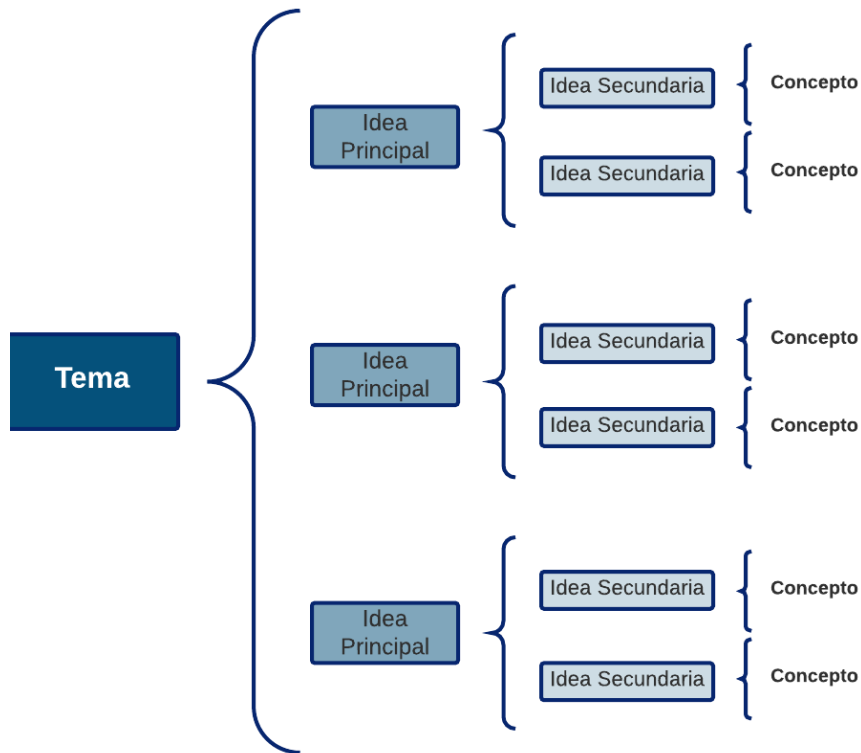 Tema
Idea
Principal
Idea Secundaria
Concepto
Idea Secundaria
Concepto
Idea
Principal
Idea Secundaria
Concepto
Idea Secundaria
Concepto
Idea
Principal
Idea Secundaria
Concepto
Idea Secundaria
Concepto